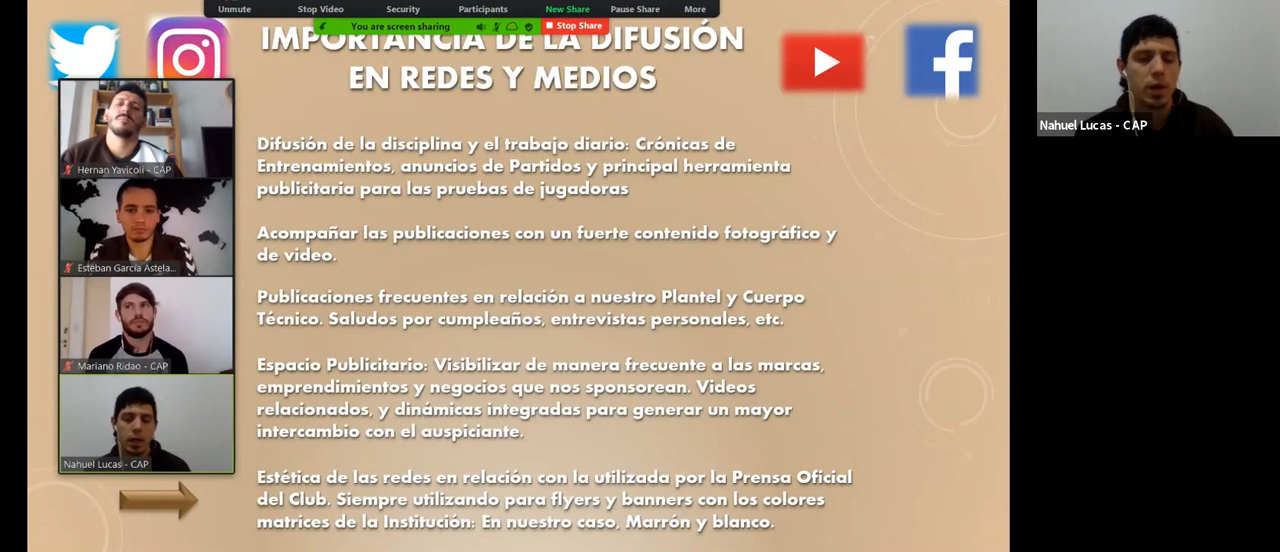 Unmute
Stop Video
Security
Participants
New Share
Pause Share
More
You are screen sharing
Stop Share
IMPORTANCIA DE LA DIFUSIÓN
EN REDES Y MEDIOS
Hernan Yavicoli - CAP
Esteban García Astela...
Mariano Ridao - CAP
Nahuel Lucas - CAP
Difusión de la disciplina y el trabajo diario: Crónicas de
Entrenamientos, anuncios de Partidos y principal herramienta
publicitaria para las pruebas de jugadoras
Acompañar las publicaciones con un fuerte contenido fotográfico y
de video.
Publicaciones frecuentes en relación a nuestro Plantel y Cuerpo
Técnico. Saludos por cumpleaños, entrevistas personales, etc.
Espacio Publicitario: Visibilizar de manera frecuente a las marcas,
emprendimientos y negocios que nos sponsorean. Videos
relacionados, y dinámicas integradas para generar un mayor
intercambio con el auspiciante.
Estética de las redes en relación con la utilizada por la Prensa Oficial
del Club. Siempre utilizando para flyers y banners con los colores
matrices de la Institución: En nuestro caso, Marrón y blanco.
Nahuel Lucas - CAP